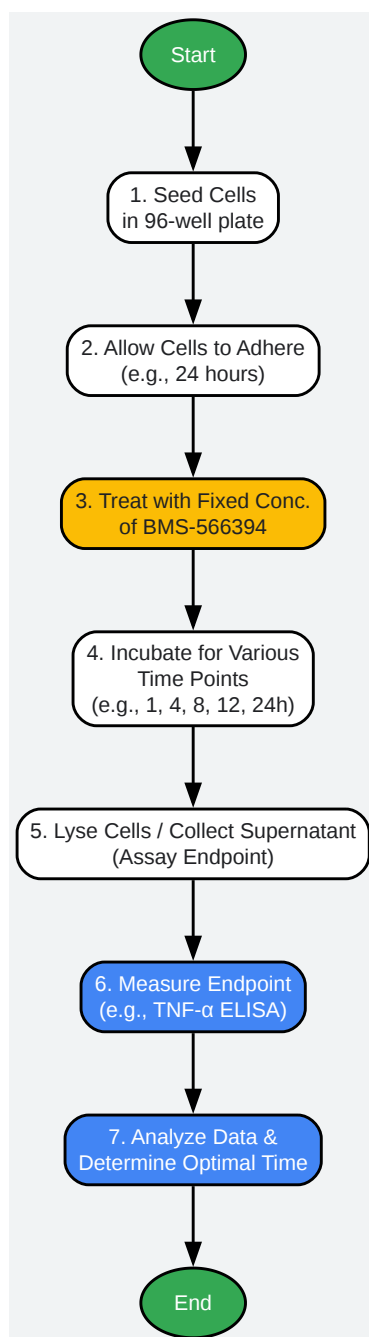 Start
1. Seed Cells
in 96-well plate
2. Allow Cells to Adhere
(e.g., 24 hours)
3. Treat with Fixed Conc.
of BMS-566394
4. Incubate for Various
Time Points
(e.g., 1, 4, 8, 12, 24h)
5. Lyse Cells / Collect Supernatant
(Assay Endpoint)
6. Measure Endpoint
(e.g., TNF-α ELISA)
7. Analyze Data &
Determine Optimal Time
End